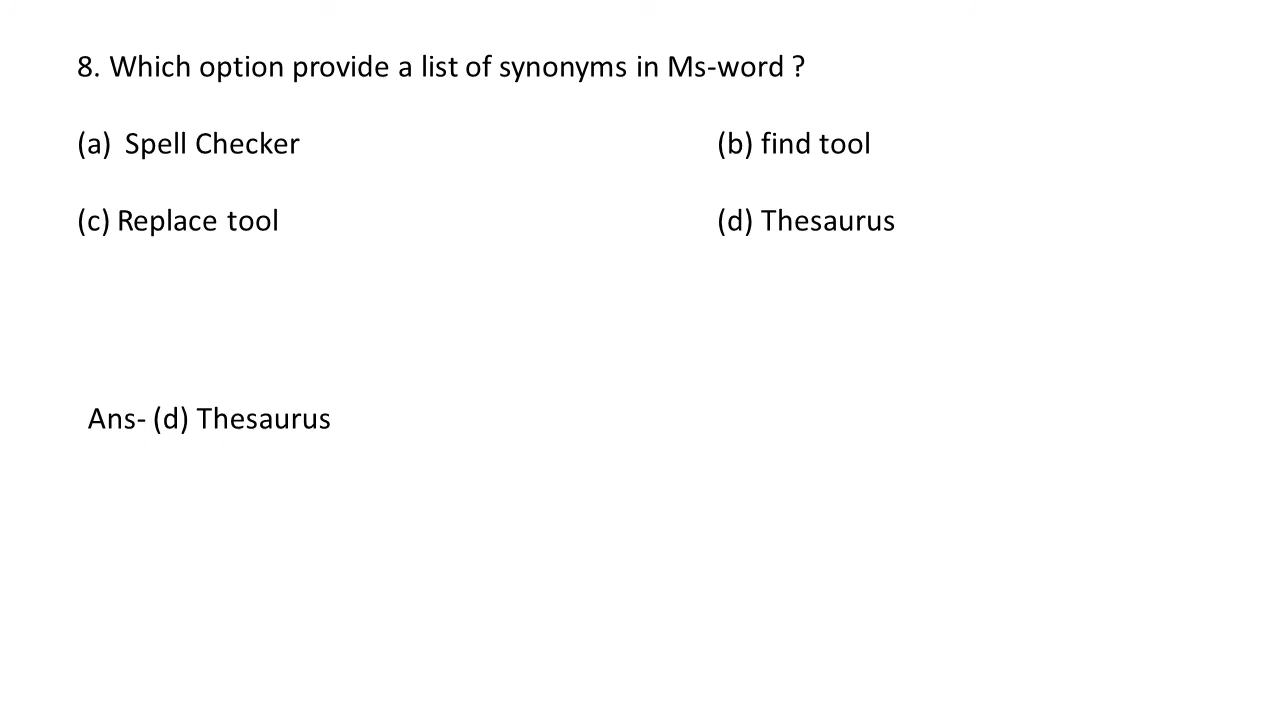 8. Which option provide a list of synonyms in Ms-word ?
(a) Spell Checker (b) find tool
(c) Replace tool (d) Thesaurus
Ans- (d) Thesaurus